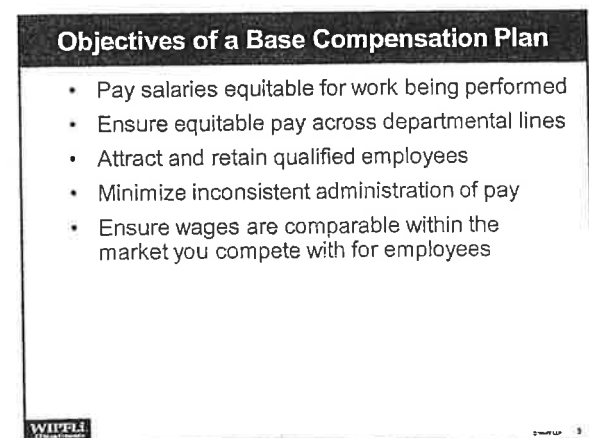 Objectives of a Base Compensation Plan
• Pay salaries equitable for work being performed
• Ensure equitable pay across departmental lines
• Attract and retain qualified employees
• Minimize inconsistent administration of pay
• Ensure wages are comparable within the
market you compete with for employees
WIPFLi